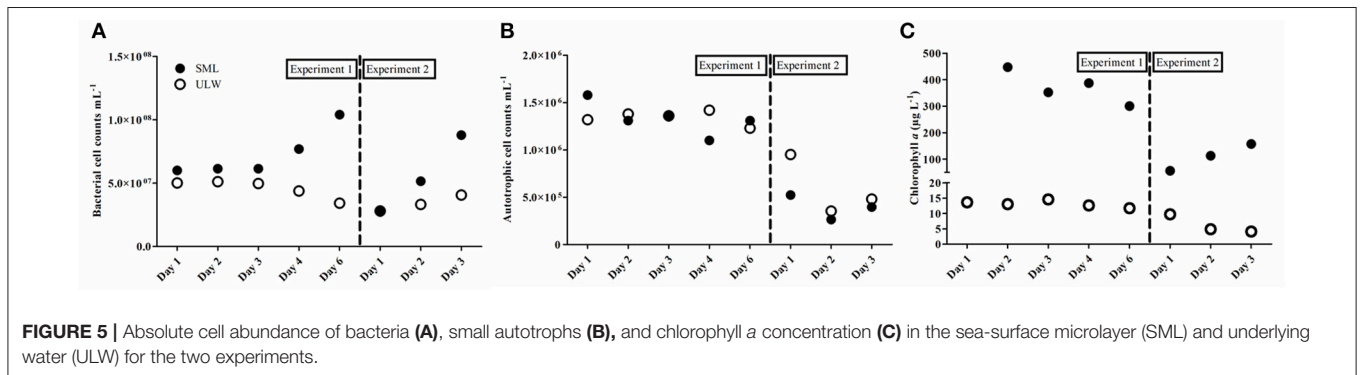 A
B
C
1.5×10⁰⁸
1.0×10⁰⁸
5.0×10⁰⁷
0.0
Bacterial cell counts mL⁻¹
SML
ULW
Experiment 1
Experiment 2
Day 1
Day 2
Day 3
Day 4
Day 6
Day 1
Day 2
Day 3
2.0×10⁶
1.5×10⁶
1.0×10⁶
5.0×10⁵
0
Autotrophic cell counts mL⁻¹
Experiment 1
Experiment 2
Day 1
Day 2
Day 3
Day 4
Day 6
Day 1
Day 2
Day 3
500
400
300
200
100
20
15
10
5
0
Chlorophyll a (µg L⁻¹)
Experiment 1
Experiment 2
Day 1
Day 2
Day 3
Day 4
Day 6
Day 1
Day 2
Day 3
FIGURE 5 | Absolute cell abundance of bacteria (A), small autotrophs (B), and chlorophyll a concentration (C) in the sea-surface microlayer (SML) and underlying
water (ULW) for the two experiments.